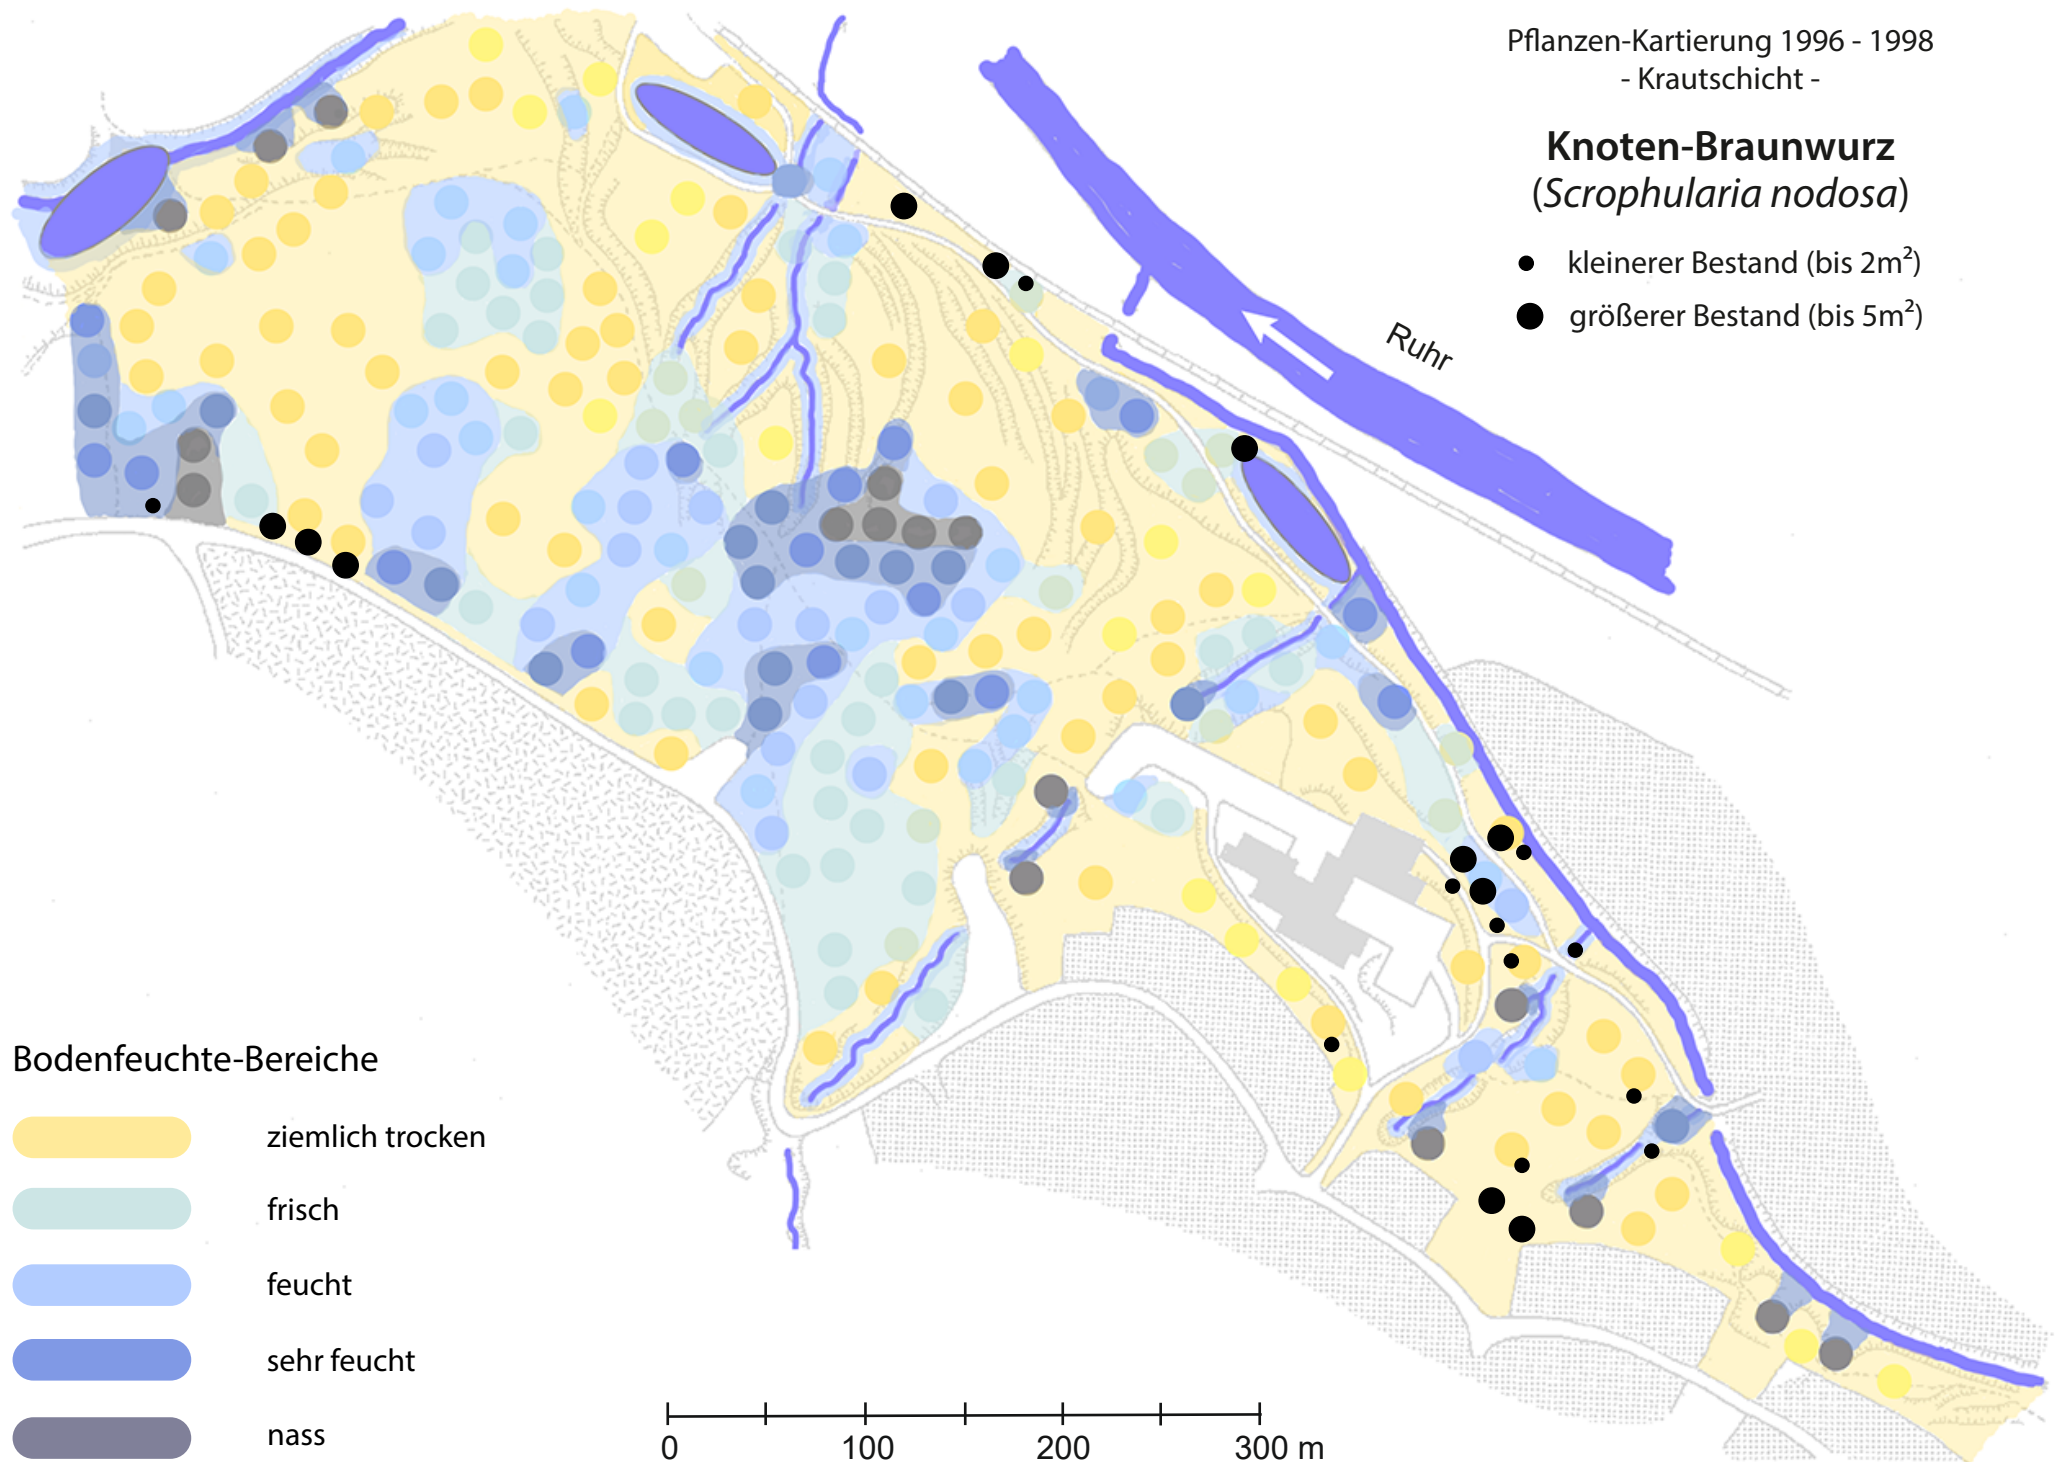 Pflanzen-Kartierung 1996 - 1998
- Krautschicht -
Knoten-Braunwurz
(Scrophularia nodosa)
kleinerer Bestand (bis 2m²)
größerer Bestand (bis 5m²)
Ruhr
Bodenfeuchte-Bereiche
ziemlich trocken
frisch
feucht
sehr feucht
nass
0 100 200 300 m